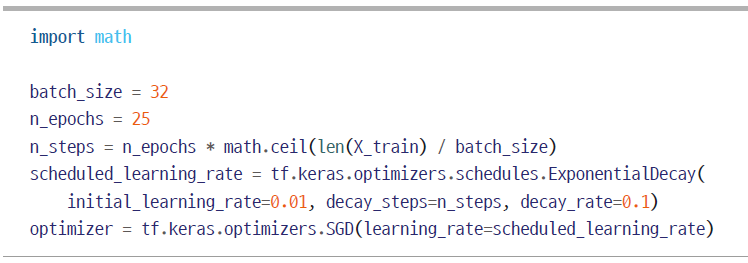 import math
batch_size = 32
n_epochs = 25
n_steps = n_epochs * math.ceil(len(X_train) / batch_size)
scheduled_learning_rate = tf.keras.optimizers.schedules.ExponentialDecay(
    initial_learning_rate=0.01, decay_steps=n_steps, decay_rate=0.1)
optimizer = tf.keras.optimizers.SGD(learning_rate=scheduled_learning_rate)